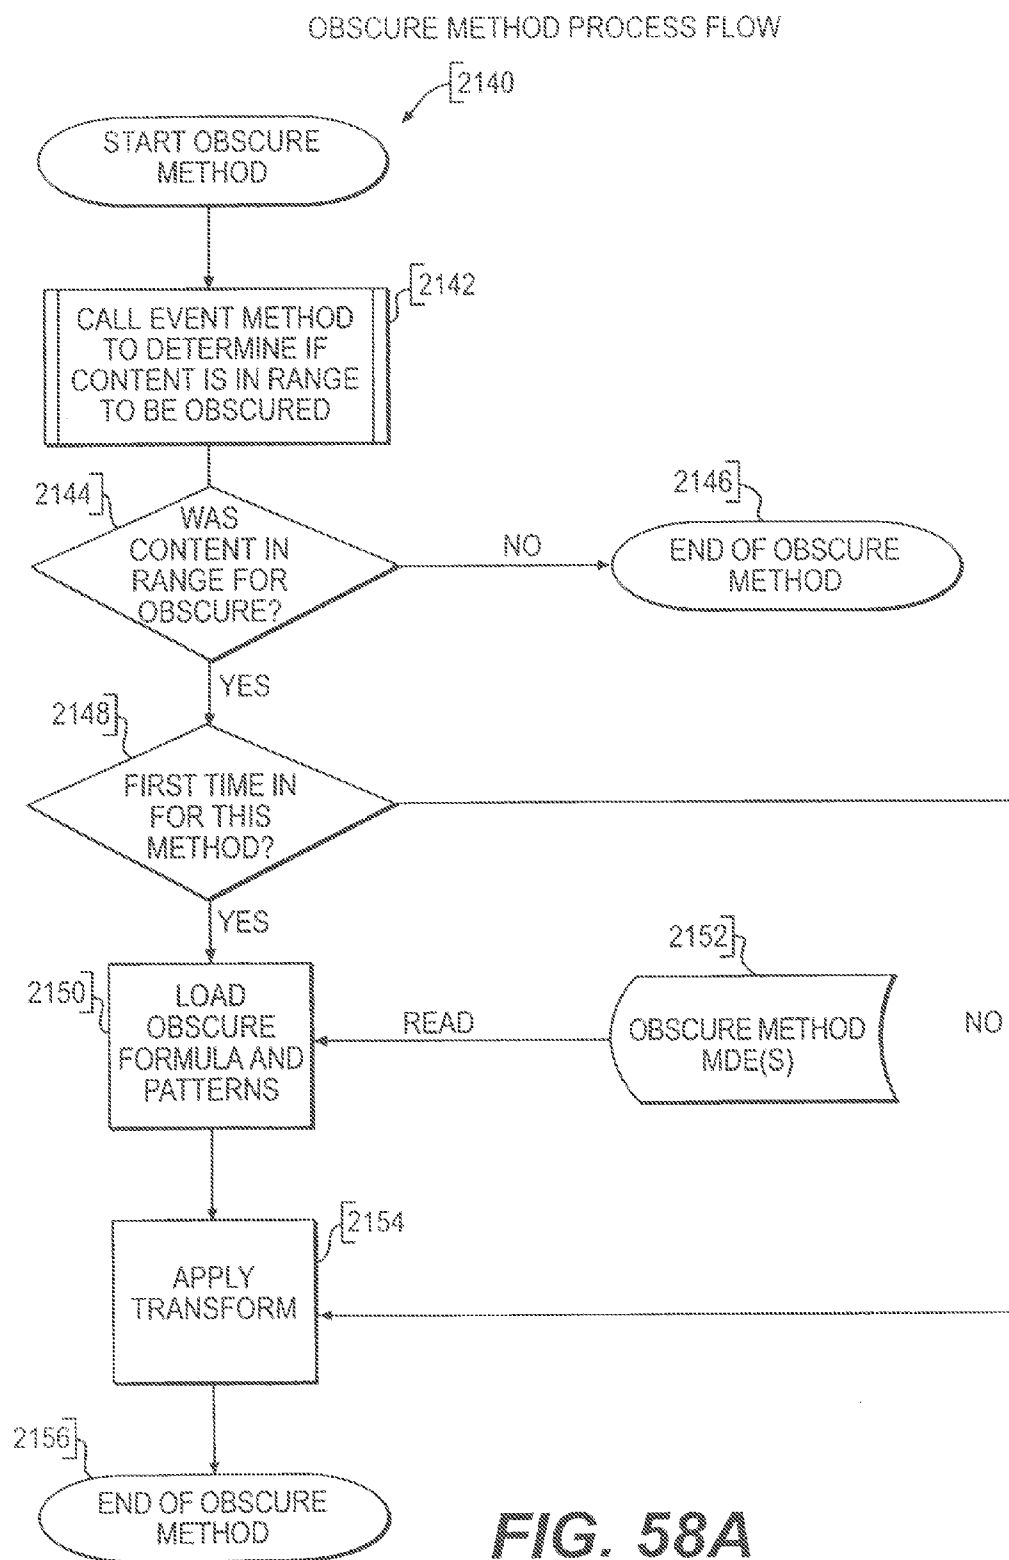 OBSCURE METHOD PROCESS FLOW
2140
START OBSCURE
METHOD
2142
CALL EVENT METHOD
TO DETERMINE IF
CONTENT IS IN RANGE
TO BE OBSCURED
2144
WAS
CONTENT IN
RANGE FOR
OBSCURE?
NO
2146
END OF OBSCURE
METHOD
YES
2148
FIRST TIME IN
FOR THIS
METHOD?
YES
2150
LOAD
OBSCURE
FORMULA AND
PATTERNS
READ
2152
OBSCURE METHOD
MDE(S)
NO
2154
APPLY
TRANSFORM
2156
END OF OBSCURE
METHOD
FIG. 58A